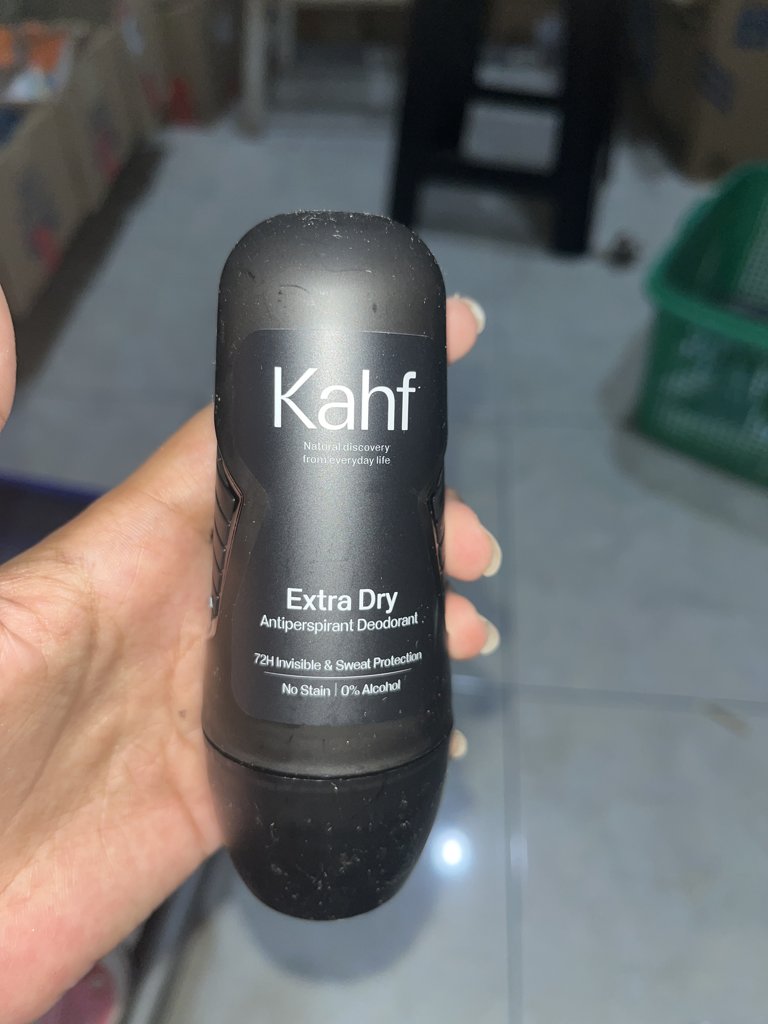 Kahf
Natural discovery
from everyday life
Extra Dry
Antiperspirant Deodorant
72H Invisible & Sweat Protection
No Stain | 0% Alcohol